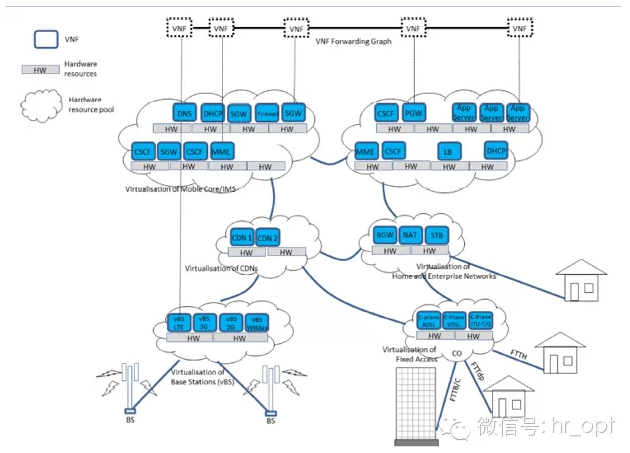 VNF VNF VNF VNF VNF
VNF Forwarding Graph
VNF
HW
Hardware
resources
Hardware
resource pool
DNS DHCP SGW Firewall SGW
HW HW HW HW
CSCF SGW CSCF MME
HW HW HW HW
Virtualisation of Moble Core/IMS
CSCF PGW App Server App Server App Server
HW HW HW HW
MME CSCF LB DHCP
HW HW HW HW
CDN 1 CDN 2
HW HW
Virtualisation of CDNs
RGW NAT STB
HW HW
Virtualisation of
Home and Enterprise Networks
vBS LTE vBS 3G vBS 2G vBS WiMax
HW HW
Virtualisation of
Base Stations (vBS)
BS BS
C-plane ADSL C-Plane VDSL C-Plane ITU-T/G
HW HW
Virtualisation of
Fixed Access
CO
FTTH
FTTdp
FTTB/C
微信号: hr_opt